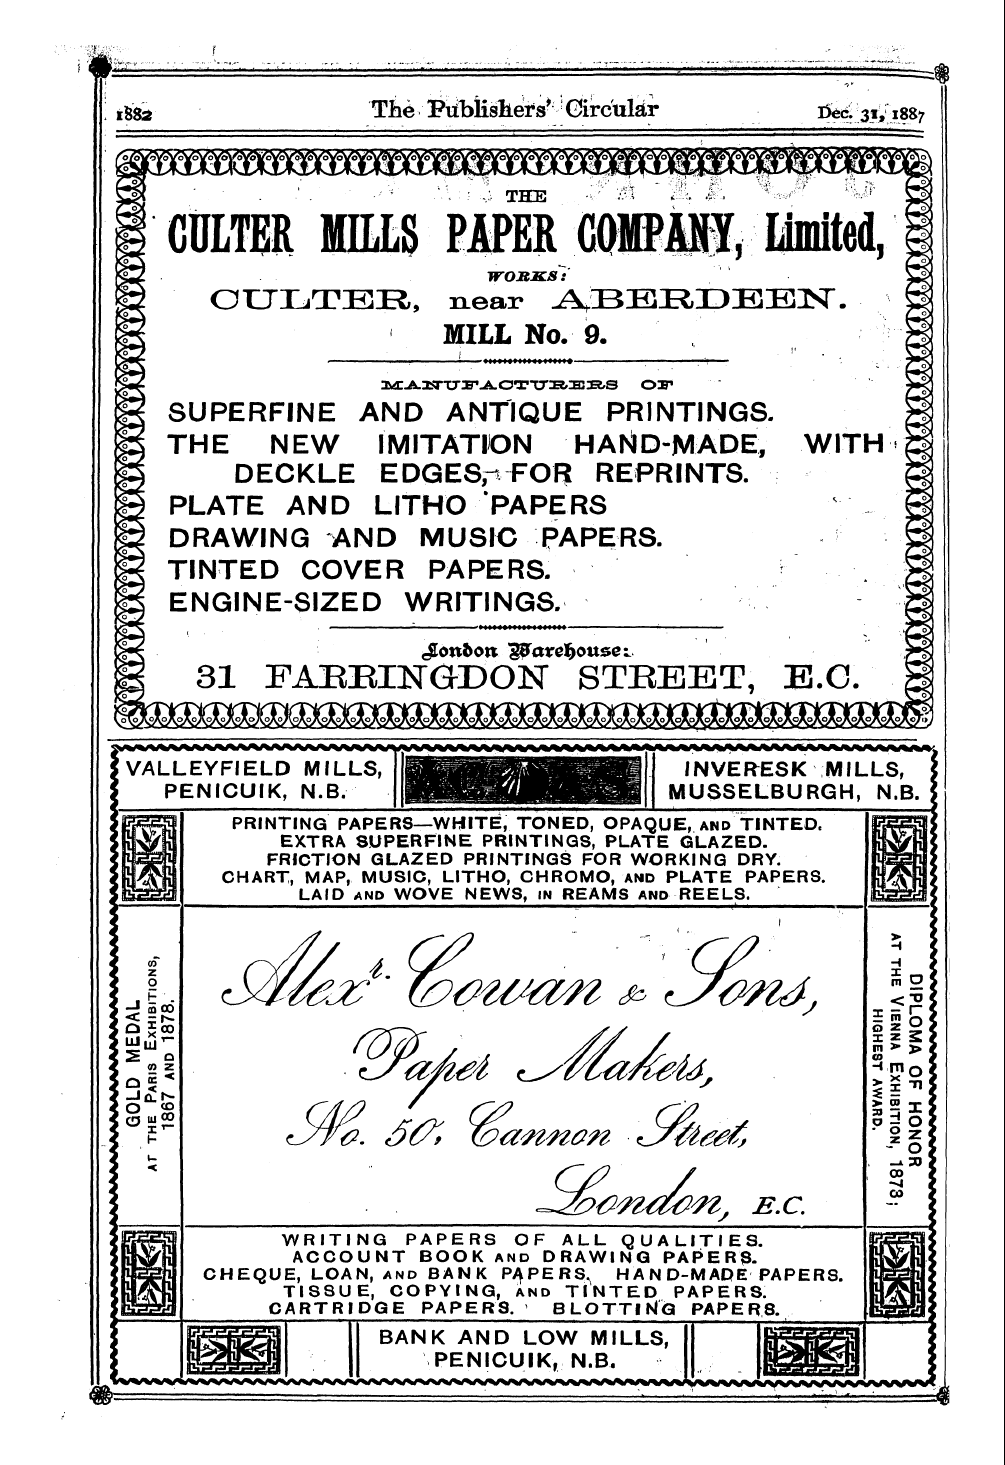 1882 The Publishers' Circular Dec. 31, 1887
THE
CULTER MILLS PAPER COMPANY, Limited,
WORKS:
CULTER, near ABERDEEN.
MILL No. 9.
MANUFACTURERS OF
SUPERFINE AND ANTIQUE PRINTINGS.
THE NEW IMITATION HAND-MADE, WITH
DECKLE EDGES, FOR REPRINTS.
PLATE AND LITHO PAPERS
DRAWING AND MUSIC PAPERS.
TINTED COVER PAPERS.
ENGINE-SIZED WRITINGS.
London Warehouse:
31 FARRINGDON STREET, E.C.
VALLEYFIELD MILLS,
PENICUIK, N.B.
INVERESK MILLS,
MUSSELBURGH, N.B.
PRINTING PAPERS—WHITE, TONED, OPAQUE, AND TINTED.
EXTRA SUPERFINE PRINTINGS, PLATE GLAZED.
FRICTION GLAZED PRINTINGS FOR WORKING DRY.
CHART, MAP, MUSIC, LITHO, CHROMO, AND PLATE PAPERS.
LAID AND WOVE NEWS, IN REAMS AND REELS.
GOLD MEDAL
AT THE PARIS EXHIBITIONS,
1867 AND 1878.
Alexr. Cowan & Sons,
Paper Makers,
No. 50, Cannon Street,
London, E.C.
DIPLOMA OF HONOR
AT THE VIENNA EXHIBITION, 1873;
HIGHEST AWARD.
WRITING PAPERS OF ALL QUALITIES.
ACCOUNT BOOK AND DRAWING PAPERS.
CHEQUE, LOAN, AND BANK PAPERS, HAND-MADE PAPERS.
TISSUE, COPYING, AND TINTED PAPERS.
CARTRIDGE PAPERS. BLOTTING PAPERS.
BANK AND LOW MILLS,
PENICUIK, N.B.